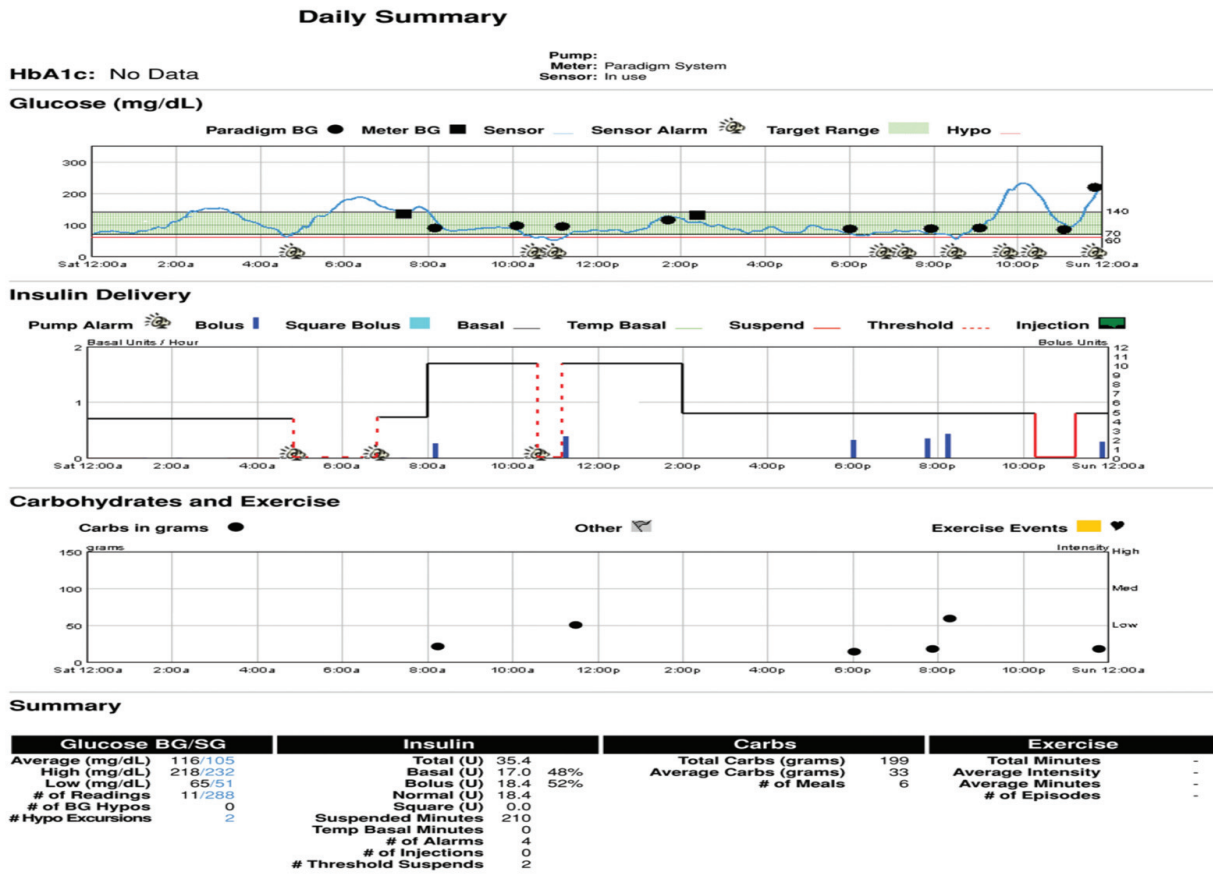 Daily Summary
Pump:
HbA1c: No Data
Meter: Paradigm System
Sensor: In use
Glucose (mg/dL)
Paradigm BG Meter BG Sensor Sensor Alarm Target Range Hypo
300
200
100
0
140
70
60
Sat 12:00a 2:00a 4:00a 6:00a 8:00a 10:00a 12:00p 2:00p 4:00p 6:00p 8:00p 10:00p Sun 12:00a
Insulin Delivery
Pump Alarm Bolus Square Bolus Basal Temp Basal Suspend Threshold Injection
Basal Units / Hour Bolus Units
2
1
0
12
11
10
9
8
7
6
5
4
3
2
1
0
Sat 12:00a 2:00a 4:00a 6:00a 8:00a 10:00a 12:00p 2:00p 4:00p 6:00p 8:00p 10:00p Sun 12:00a
Carbohydrates and Exercise
Carbs in grams Other Exercise Events
grams Intensity
150
100
50
0
High
Med
Low
Sat 12:00a 2:00a 4:00a 6:00a 8:00a 10:00a 12:00p 2:00p 4:00p 6:00p 8:00p 10:00p Sun 12:00a
Summary
Glucose BG/SG Insulin Carbs Exercise
Average (mg/dL) 116/105 Total (U) 35.4 Total Carbs (grams) 199 Total Minutes -
High (mg/dL) 218/232 Basal (U) 17.0 48% Average Carbs (grams) 33 Average Intensity -
Low (mg/dL) 65/51 Bolus (U) 18.4 52% # of Meals 6 Average Minutes -
# of Readings 11/288 Normal (U) 18.4 # of Episodes -
# of BG Hypos 0 Square (U) 0.0
# Hypo Excursions 2 Suspended Minutes 210
Temp Basal Minutes 0
# of Alarms 4
# of Injections 0
# Threshold Suspends 2